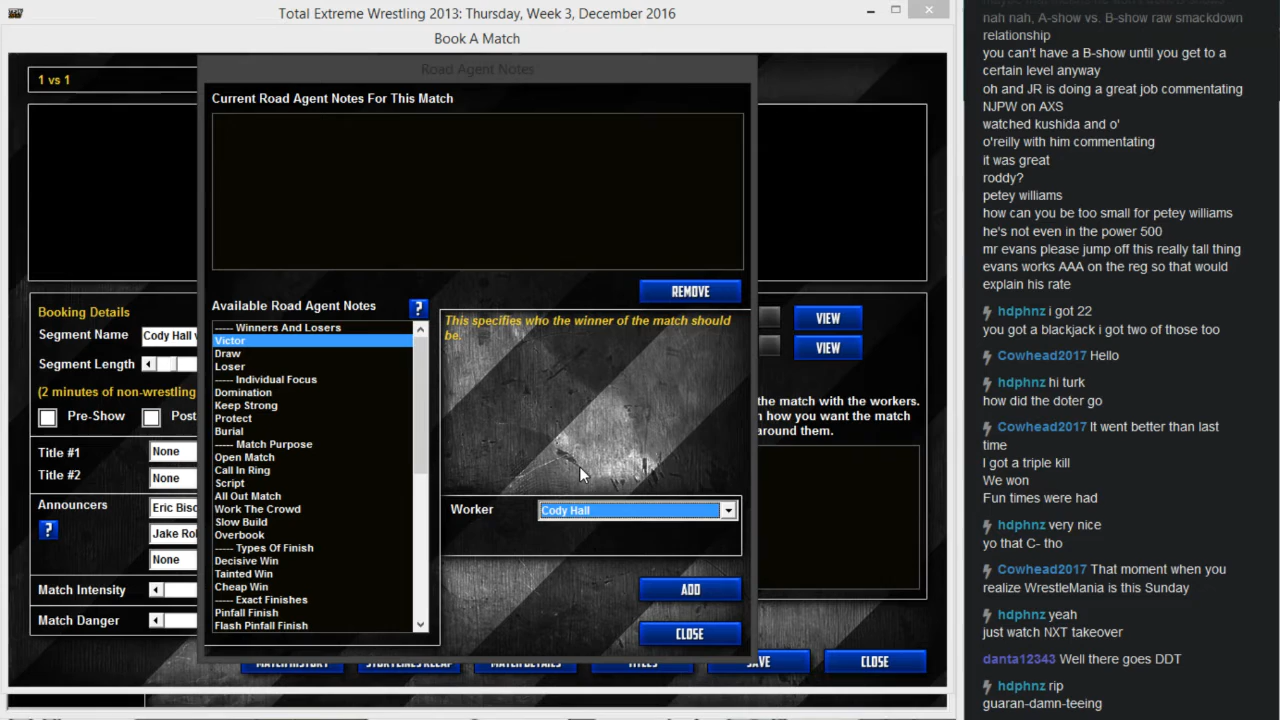 Total Extreme Wrestling 2013: Thursday, Week 3, December 2016
Book A Match
1 vs 1
Road Agent Notes
Current Road Agent Notes For This Match
REMOVE
Available Road Agent Notes
?
----- Winners And Losers
Victor
Draw
Loser
----- Individual Focus
Domination
Keep Strong
Protect
Burial
----- Match Purpose
Open Match
Call In Ring
Script
All Out Match
Work The Crowd
Slow Build
Overbook
----- Types Of Finish
Decisive Win
Tainted Win
Cheap Win
----- Exact Finishes
Pinfall Finish
Flash Pinfall Finish
This specifies who the winner of the match should
be.
Worker
Cody Hall
ADD
CLOSE
Booking Details
Segment Name
Cody Hall v
Segment Length
(2 minutes of non-wrestling
Pre-Show
Post
Title #1
None
Title #2
None
Announcers
Eric Bisc
?
Jake Rol
None
Match Intensity
Match Danger
VIEW
VIEW
the match with the workers.
how you want the match
around them.
MATCH HISTORY
STORYLINES RECAP
MATCH DETAILS
TITLES
SAVE
CLOSE
nah nah, A-show vs. B-show raw smackdown
relationship
you can't have a B-show until you get to a
certain level anyway
oh and JR is doing a great job commentating
NJPW on AXS
watched kushida and o'
o'reilly with him commentating
it was great
roddy?
petey williams
how can you be too small for petey williams
he's not even in the power 500
mr evans please jump off this really tall thing
evans works AAA on the reg so that would
explain his rate
hdphnz i got 22
you got a blackjack i got two of those too
Cowhead2017 Hello
hdphnz hi turk
how did the doter go
Cowhead2017 It went better than last
time
I got a triple kill
We won
Fun times were had
hdphnz very nice
yo that C- tho
Cowhead2017 That moment when you
realize WrestleMania is this Sunday
hdphnz yeah
just watch NXT takeover
danta12343 Well there goes DDT
hdphnz rip
guaran-damn-teeing